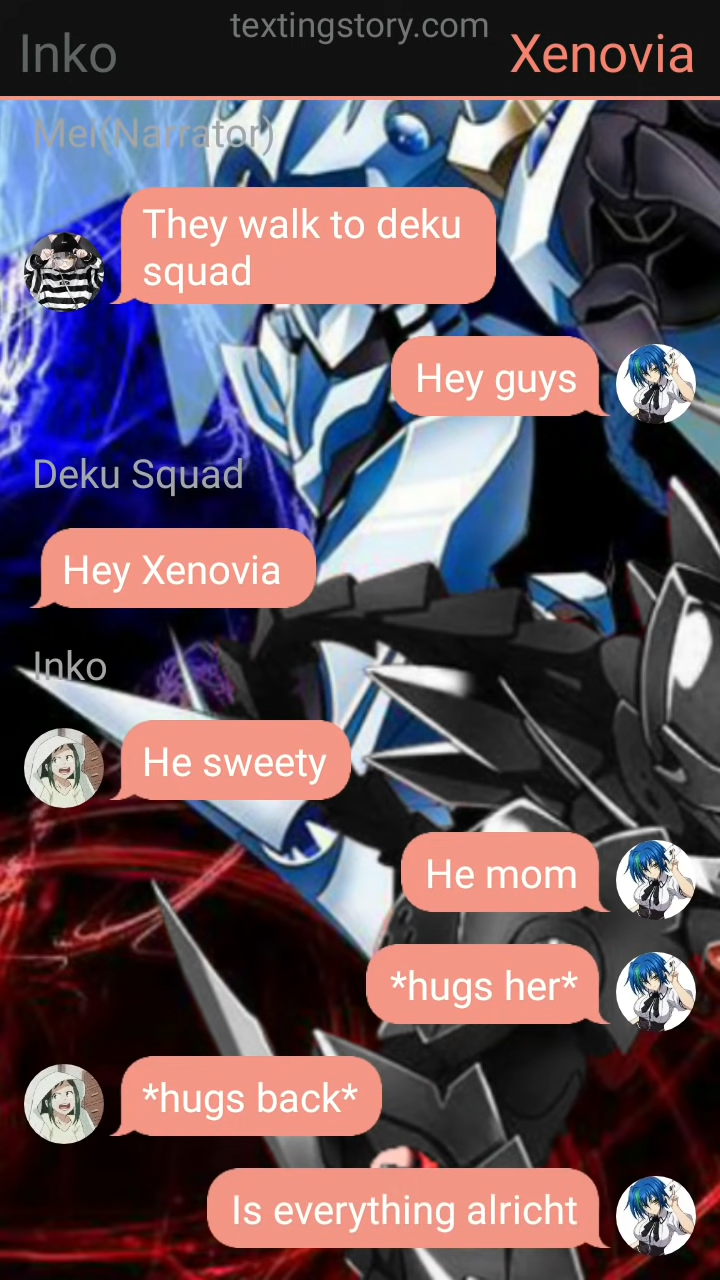 textingstory.com
Inko
Xenovia
Mei(Narrator)
They walk to deku
squad
Hey guys
Deku Squad
Hey Xenovia
Inko
He sweety
He mom
*hugs her*
*hugs back*
Is everything alricht